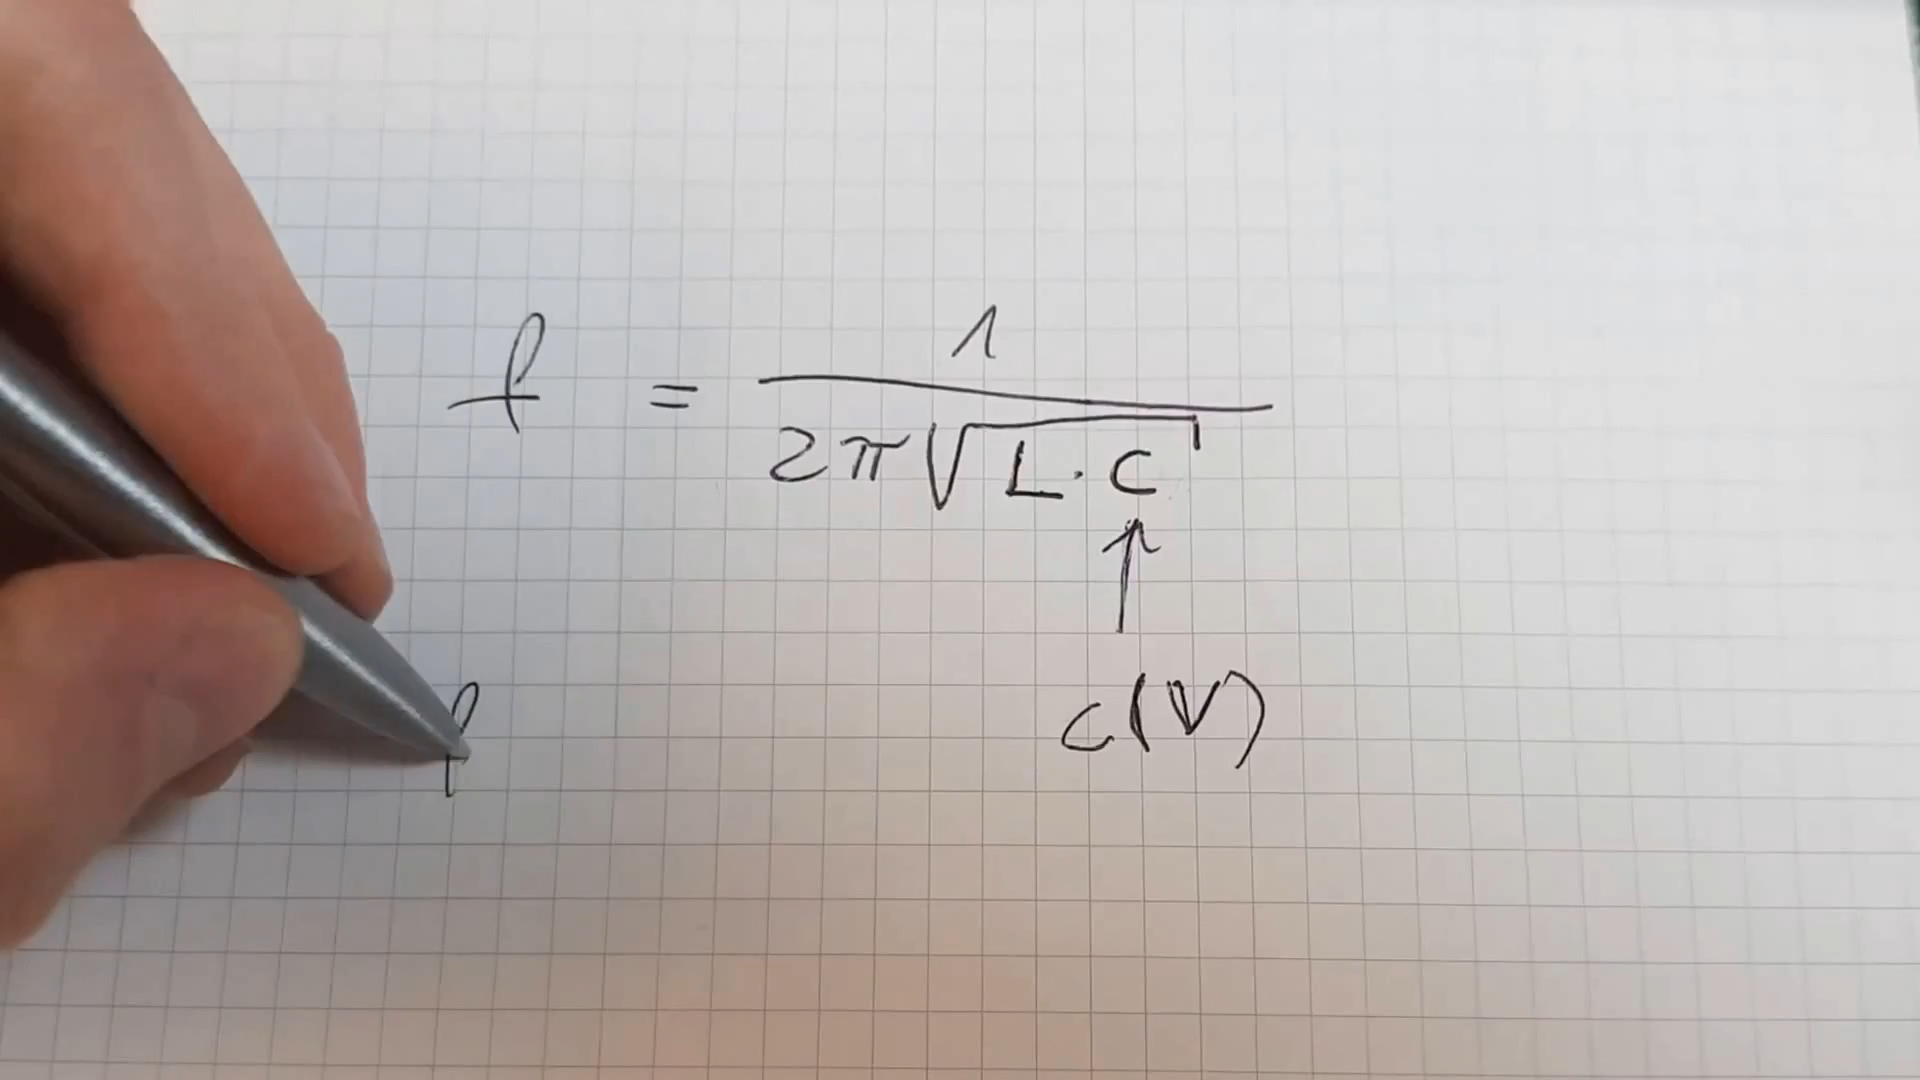 f = 1 / 2π√(L·C)
↑
f C(V)